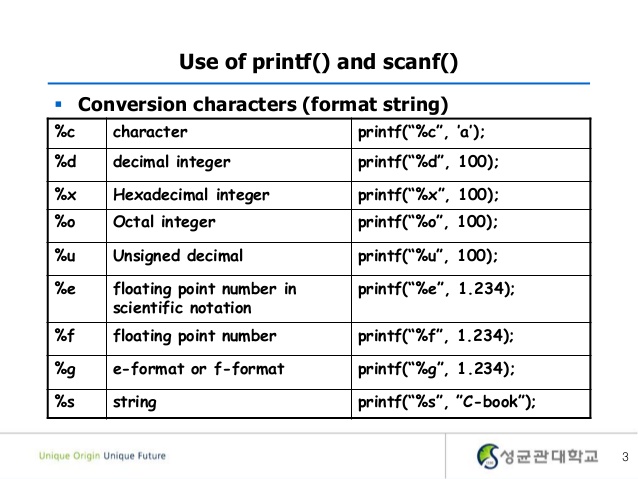 Use of printf() and scanf()
▪ Conversion characters (format string)
%c character printf(“%c”, ’a’);
%d decimal integer printf(“%d”, 100);
%x Hexadecimal integer printf(“%x”, 100);
%o Octal integer printf(“%o”, 100);
%u Unsigned decimal printf(“%u”, 100);
%e floating point number in printf(“%e”, 1.234);
scientific notation
%f floating point number printf(“%f”, 1.234);
%g e-format or f-format printf(“%g”, 1.234);
%s string printf(“%s”, ”C-book”);
Unique Origin Unique Future
성균관대학교
3